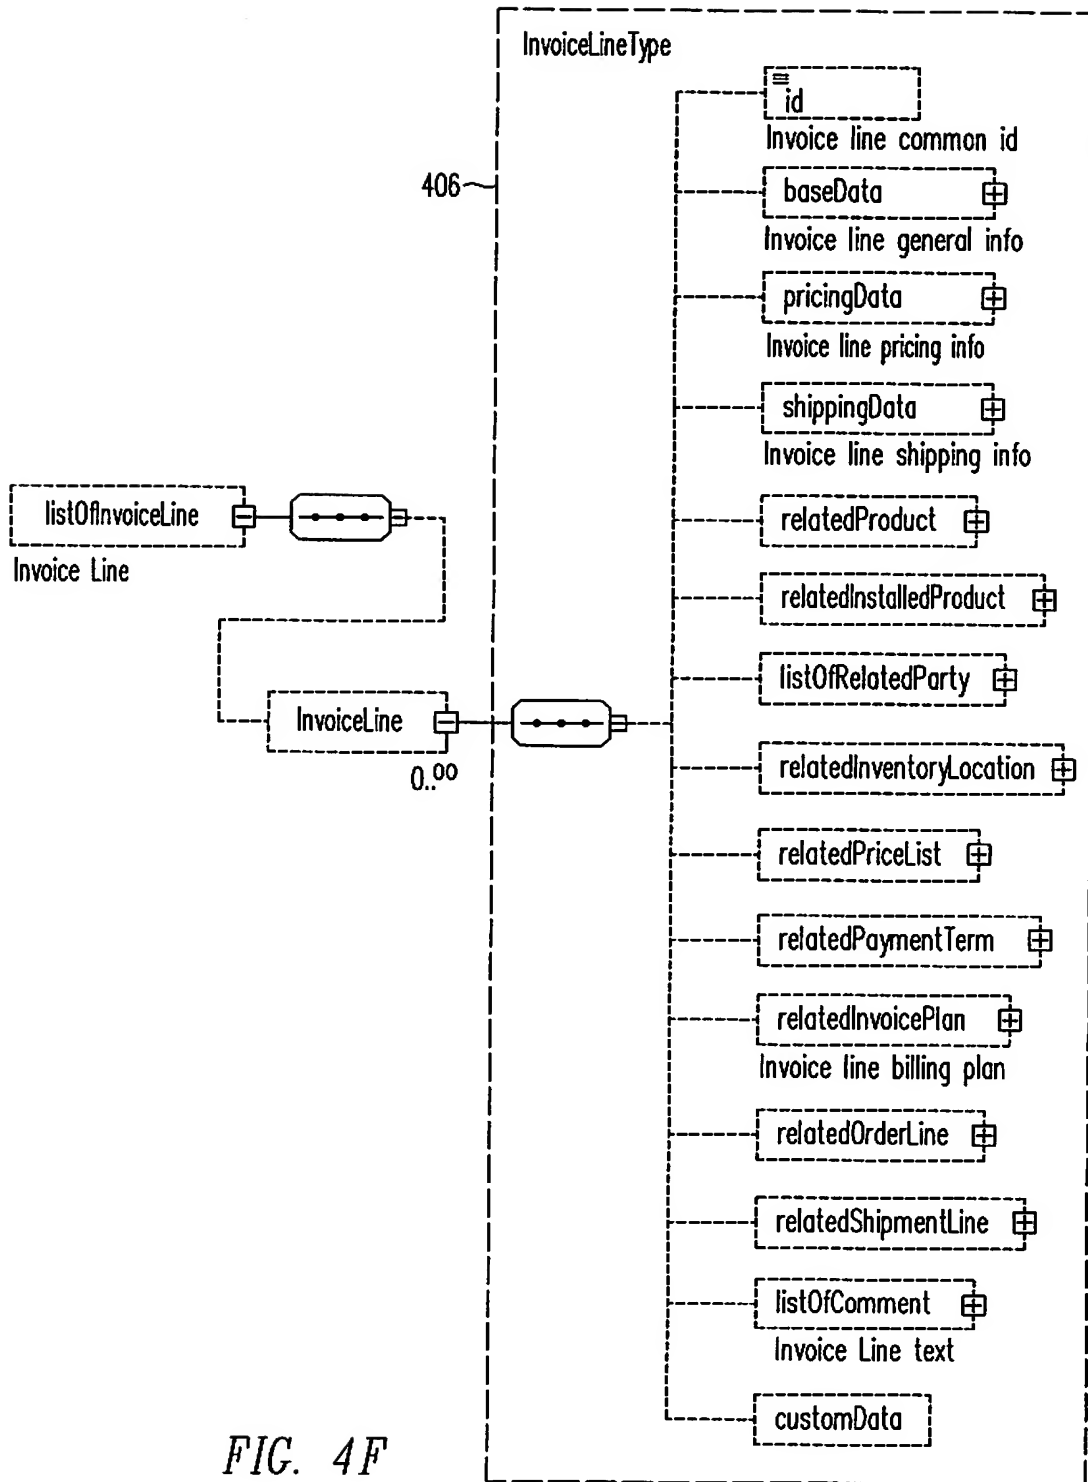 InvoiceLineType
id
Invoice line common id
406
baseData
Invoice line general info
pricingData
Invoice line pricing info
shippingData
Invoice line shipping info
listOfInvoiceLine
Invoice Line
relatedProduct
relatedInstalledProduct
listOfRelatedParty
InvoiceLine
0..∞
relatedInventoryLocation
relatedPriceList
relatedPaymentTerm
relatedInvoicePlan
Invoice line billing plan
relatedOrderLine
relatedShipmentLine
listOfComment
Invoice Line text
customData
FIG. 4F